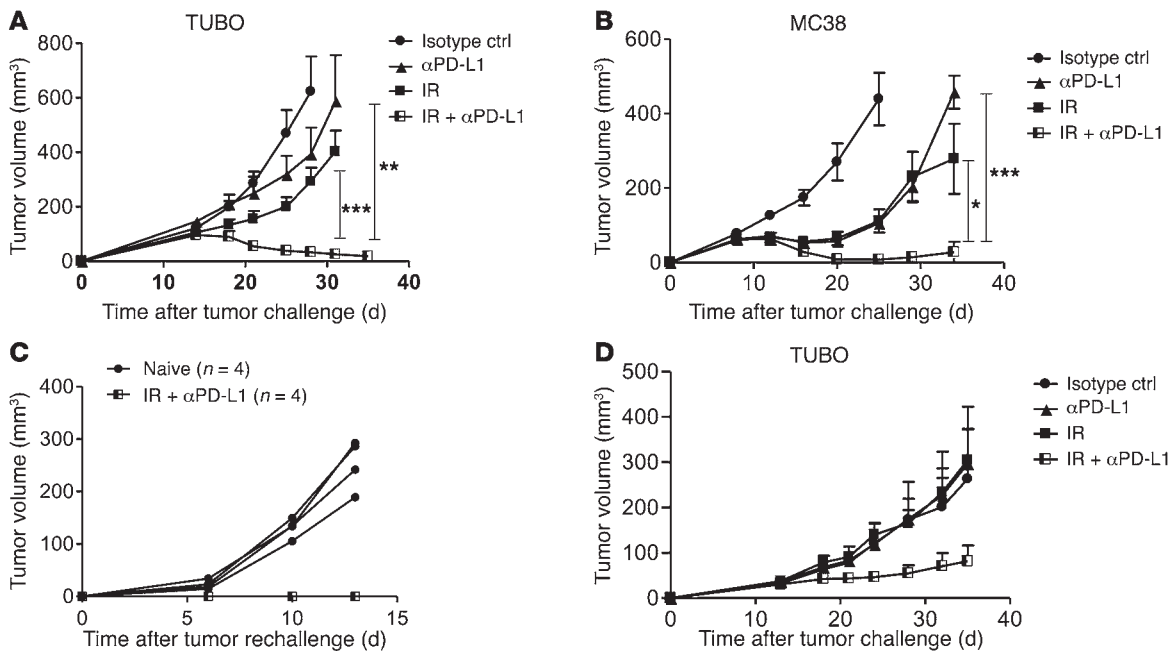 A
TUBO
Tumor volume (mm³)
800
600
400
200
0
0 10 20 30 40
Time after tumor challenge (d)
Isotype ctrl
αPD-L1
IR
IR + αPD-L1
***
**
B
MC38
Tumor volume (mm³)
600
400
200
0
0 10 20 30 40
Time after tumor challenge (d)
Isotype ctrl
αPD-L1
IR
IR + αPD-L1
*
***
C
Naive (n = 4)
IR + αPD-L1 (n = 4)
Tumor volume (mm³)
400
300
200
100
0
0 5 10 15
Time after tumor rechallenge (d)
D
TUBO
Tumor volume (mm³)
500
400
300
200
100
0
0 10 20 30 40
Time after tumor challenge (d)
Isotype ctrl
αPD-L1
IR
IR + αPD-L1